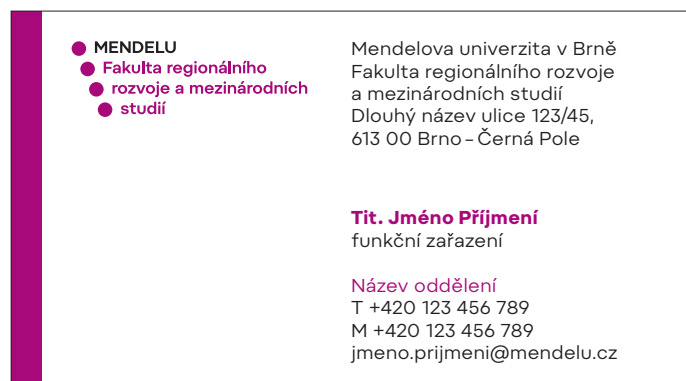 MENDELU
Fakulta regionálního
rozvoje a mezinárodních
studií
Mendelova univerzita v Brně
Fakulta regionálního rozvoje
a mezinárodních studií
Dlouhý název ulice 123/45,
613 00 Brno – Černá Pole
Tit. Jméno Příjmení
funkční zařazení
Název oddělení
T +420 123 456 789
M +420 123 456 789
jmeno.prijmeni@mendelu.cz